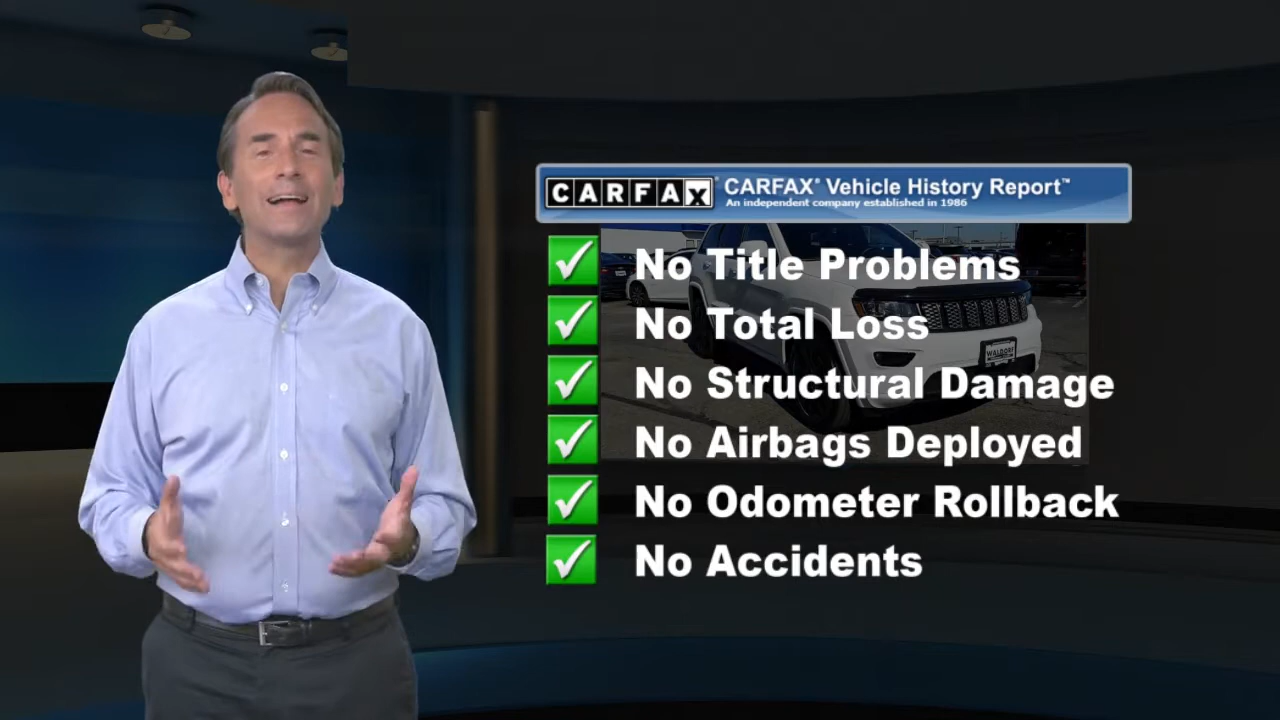 CARFAX® CARFAX® Vehicle History Report™
An independent company established in 1986
No Title Problems
No Total Loss
WALDORF
No Structural Damage
No Airbags Deployed
No Odometer Rollback
No Accidents